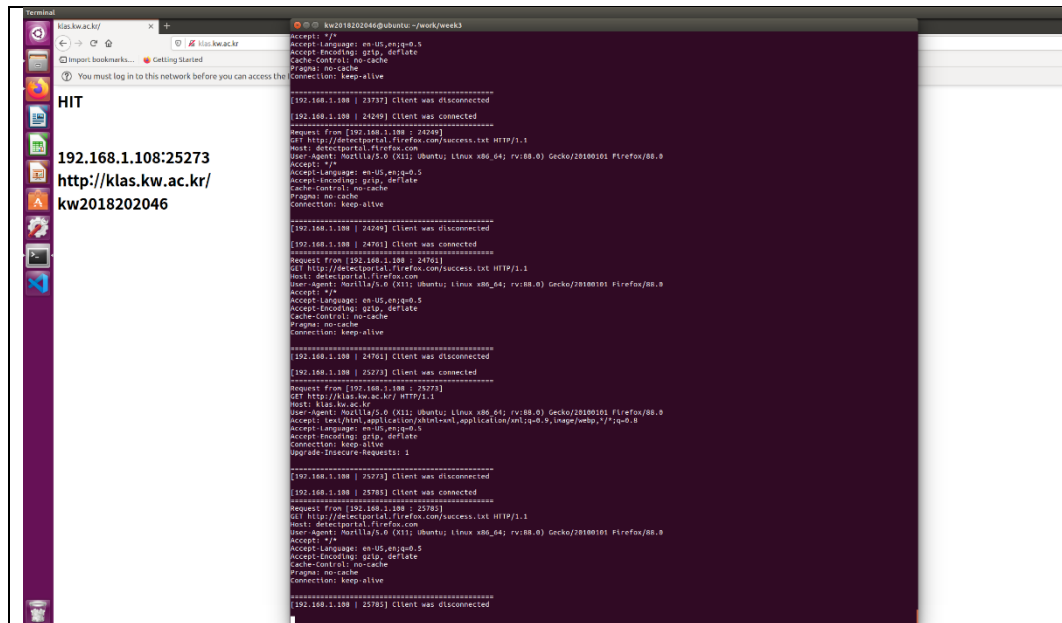 Terminal
klas.kw.ac.kr/
klas.kw.ac.kr
Import bookmarks... Getting Started
You must log in to this network before you can access the
HIT
192.168.1.108:25273
http://klas.kw.ac.kr/
kw2018202046
kw2018202046@ubuntu: ~/work/week3
Accept: */*
Accept-Language: en-US,en;q=0.5
Accept-Encoding: gzip, deflate
Cache-Control: no-cache
Pragma: no-cache
Connection: keep-alive
================================================
[192.168.1.108 | 23737] Client was disconnected
[192.168.1.108 | 24249] Client was connected
================================================
Request from [192.168.1.108 : 24249]
GET http://detectportal.firefox.com/success.txt HTTP/1.1
Host: detectportal.firefox.com
User-Agent: Mozilla/5.0 (X11; Ubuntu; Linux x86_64; rv:88.0) Gecko/20100101 Firefox/88.0
Accept: */*
Accept-Language: en-US,en;q=0.5
Accept-Encoding: gzip, deflate
Cache-Control: no-cache
Pragma: no-cache
Connection: keep-alive
================================================
[192.168.1.108 | 24249] Client was disconnected
[192.168.1.108 | 24761] Client was connected
================================================
Request from [192.168.1.108 : 24761]
GET http://detectportal.firefox.com/success.txt HTTP/1.1
Host: detectportal.firefox.com
User-Agent: Mozilla/5.0 (X11; Ubuntu; Linux x86_64; rv:88.0) Gecko/20100101 Firefox/88.0
Accept: */*
Accept-Language: en-US,en;q=0.5
Accept-Encoding: gzip, deflate
Cache-Control: no-cache
Pragma: no-cache
Connection: keep-alive
================================================
[192.168.1.108 | 24761] Client was disconnected
[192.168.1.108 | 25273] Client was connected
================================================
Request from [192.168.1.108 : 25273]
GET http://klas.kw.ac.kr/ HTTP/1.1
Host: klas.kw.ac.kr
User-Agent: Mozilla/5.0 (X11; Ubuntu; Linux x86_64; rv:88.0) Gecko/20100101 Firefox/88.0
Accept: text/html,application/xhtml+xml,application/xml;q=0.9,image/webp,*/*;q=0.8
Accept-Language: en-US,en;q=0.5
Accept-Encoding: gzip, deflate
Connection: keep-alive
Upgrade-Insecure-Requests: 1
================================================
[192.168.1.108 | 25273] Client was disconnected
[192.168.1.108 | 25785] Client was connected
================================================
Request from [192.168.1.108 : 25785]
GET http://detectportal.firefox.com/success.txt HTTP/1.1
Host: detectportal.firefox.com
User-Agent: Mozilla/5.0 (X11; Ubuntu; Linux x86_64; rv:88.0) Gecko/20100101 Firefox/88.0
Accept: */*
Accept-Language: en-US,en;q=0.5
Accept-Encoding: gzip, deflate
Cache-Control: no-cache
Pragma: no-cache
Connection: keep-alive
================================================
[192.168.1.108 | 25785] Client was disconnected